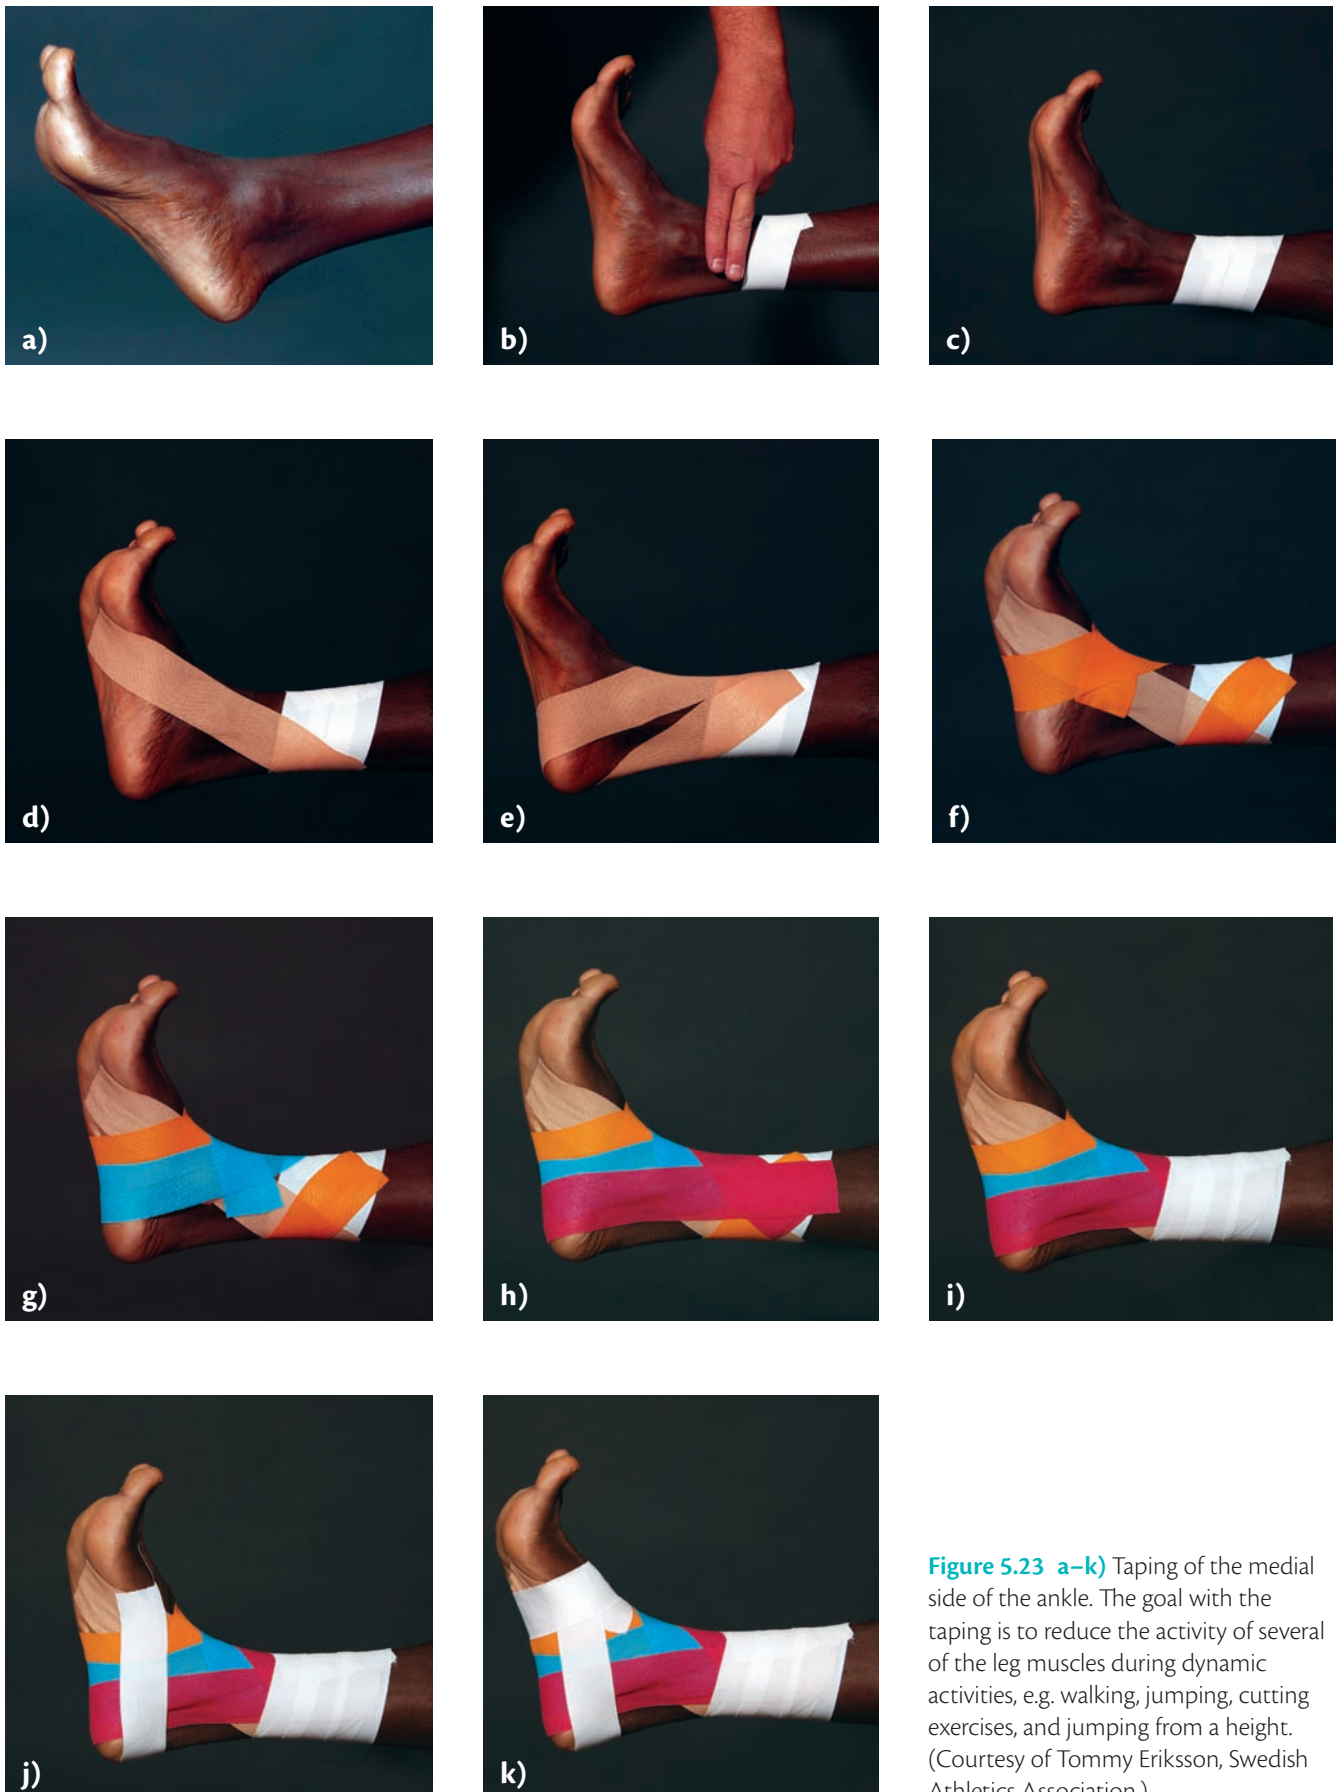 a)
b)
c)
d)
e)
f)
g)
h)
i)
j)
k)
Figure 5.23 a–k) Taping of the medial
side of the ankle. The goal with the
taping is to reduce the activity of several
of the leg muscles during dynamic
activities, e.g. walking, jumping, cutting
exercises, and jumping from a height.
(Courtesy of Tommy Eriksson, Swedish
Athletics Association.)